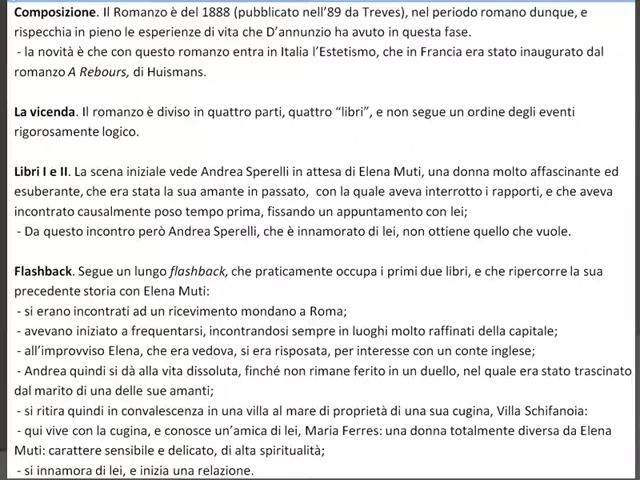 Composizione. Il Romanzo è del 1888 (pubblicato nell'89 da Treves), nel periodo romano dunque, e
rispecchia in pieno le esperienze di vita che D'annunzio ha avuto in questa fase.
- la novità è che con questo romanzo entra in Italia l'Estetismo, che in Francia era stato inaugurato dal
romanzo A Rebours, di Huismans.
La vicenda. Il romanzo è diviso in quattro parti, quattro "libri", e non segue un ordine degli eventi
rigorosamente logico.
Libri I e II. La scena iniziale vede Andrea Sperelli in attesa di Elena Muti, una donna molto affascinante ed
esuberante, che era stata la sua amante in passato, con la quale aveva interrotto i rapporti, e che aveva
incontrato causalmente poso tempo prima, fissando un appuntamento con lei;
- Da questo incontro però Andrea Sperelli, che è innamorato di lei, non ottiene quello che vuole.
Flashback. Segue un lungo flashback, che praticamente occupa i primi due libri, e che ripercorre la sua
precedente storia con Elena Muti:
- si erano incontrati ad un ricevimento mondano a Roma;
- avevano iniziato a frequentarsi, incontrandosi sempre in luoghi molto raffinati della capitale;
- all'improvviso Elena, che era vedova, si era risposata, per interesse con un conte inglese;
- Andrea quindi si dà alla vita dissoluta, finché non rimane ferito in un duello, nel quale era stato trascinato
dal marito di una delle sue amanti;
- si ritira quindi in convalescenza in una villa al mare di proprietà di una sua cugina, Villa Schifanoia:
- qui vive con la cugina, e conosce un'amica di lei, Maria Ferres: una donna totalmente diversa da Elena
Muti: carattere sensibile e delicato, di alta spiritualità;
- si innamora di lei, e inizia una relazione.